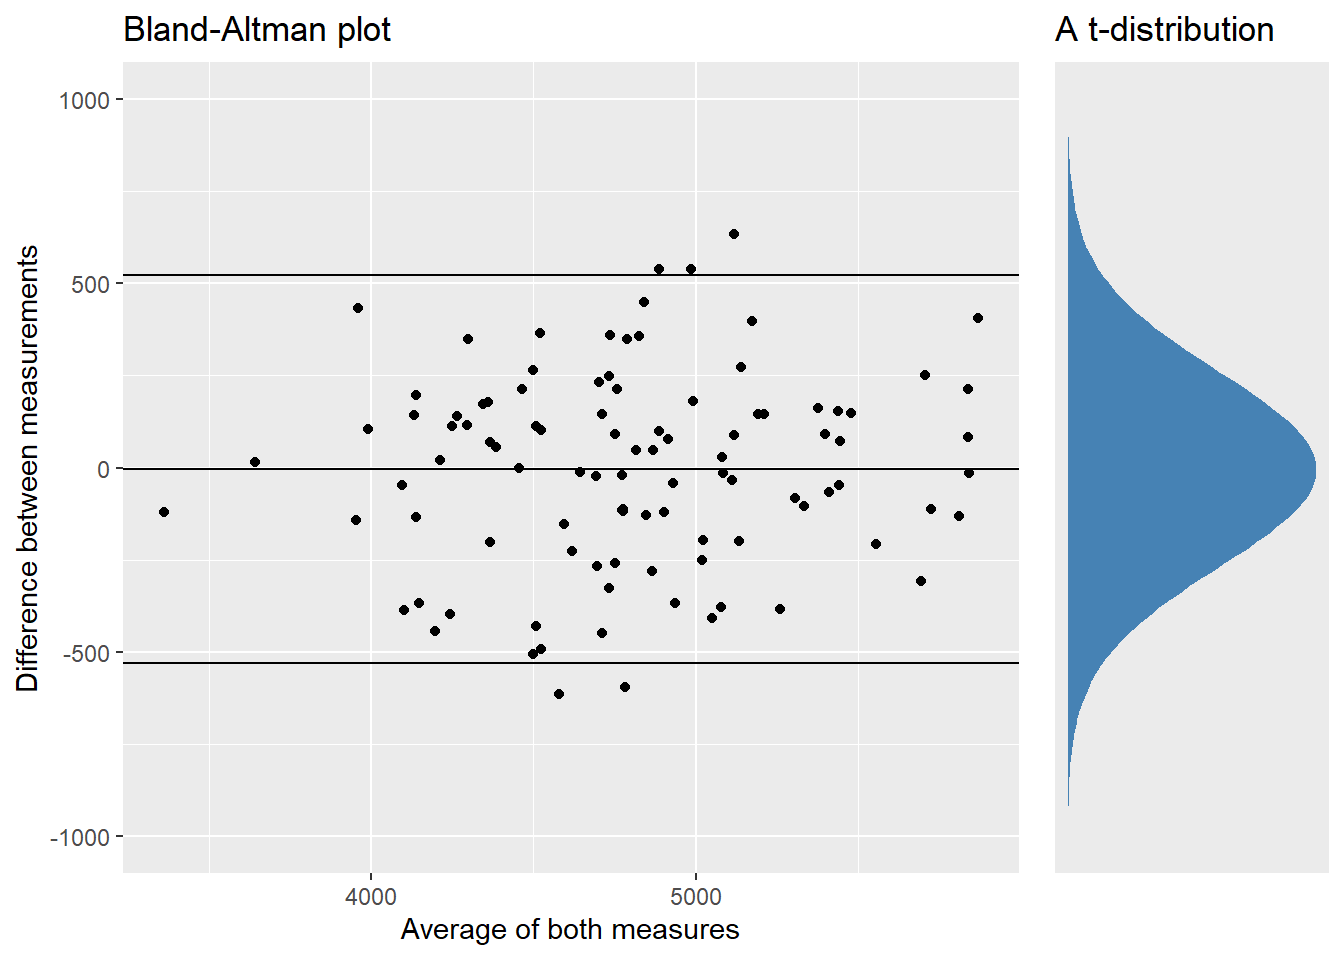 Bland-Altman plot
A t-distribution
Difference between measurements
1000
500
0
-500
-1000
4000
5000
Average of both measures